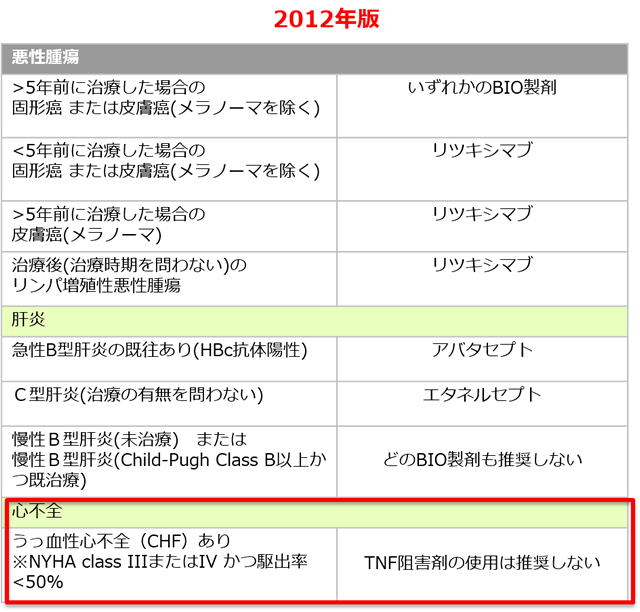 2012年版
悪性腫瘍
>5年前に治療した場合の
固形癌 または皮膚癌(メラノーマを除く)
いずれかのBIO製剤
<5年前に治療した場合の
固形癌 または皮膚癌(メラノーマを除く)
リツキシマブ
>5年前に治療した場合の
皮膚癌(メラノーマ)
リツキシマブ
治療後(治療時期を問わない)の
リンパ増殖性悪性腫瘍
リツキシマブ
肝炎
急性B型肝炎の既往あり(HBc抗体陽性)
アバタセプト
Ｃ型肝炎(治療の有無を問わない)
エタネルセプト
慢性Ｂ型肝炎(未治療)　または
慢性Ｂ型肝炎(Child-Pugh Class B以上か
つ既治療)
どのBIO製剤も推奨しない
心不全
うっ血性心不全（CHF）あり
※NYHA class IIIまたはIV かつ駆出率
<50%
TNF阻害剤の使用は推奨しない